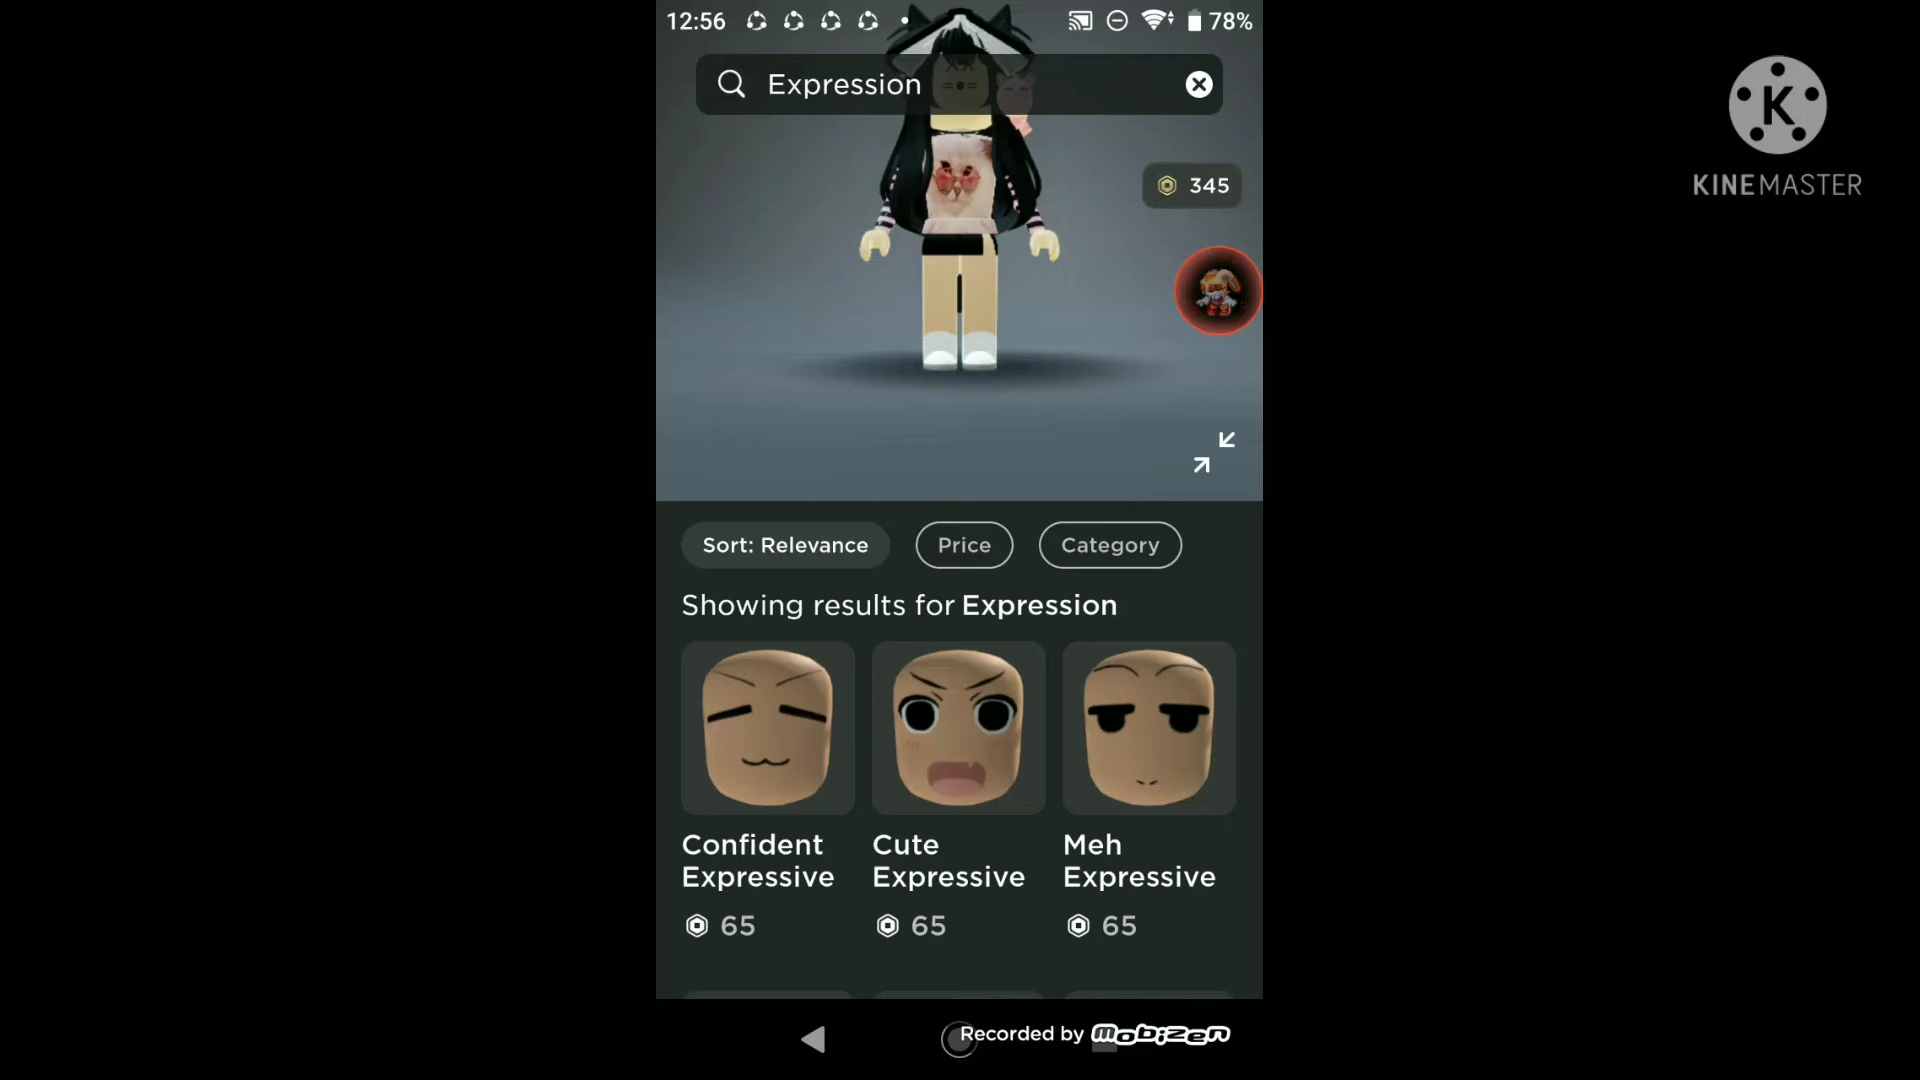 12:56
78%
Expression
K
KINEMASTER
345
Sort: Relevance
Price
Category
Showing results for Expression
Confident
Expressive
65
Cute
Expressive
65
Meh
Expressive
65
Recorded by mobizen